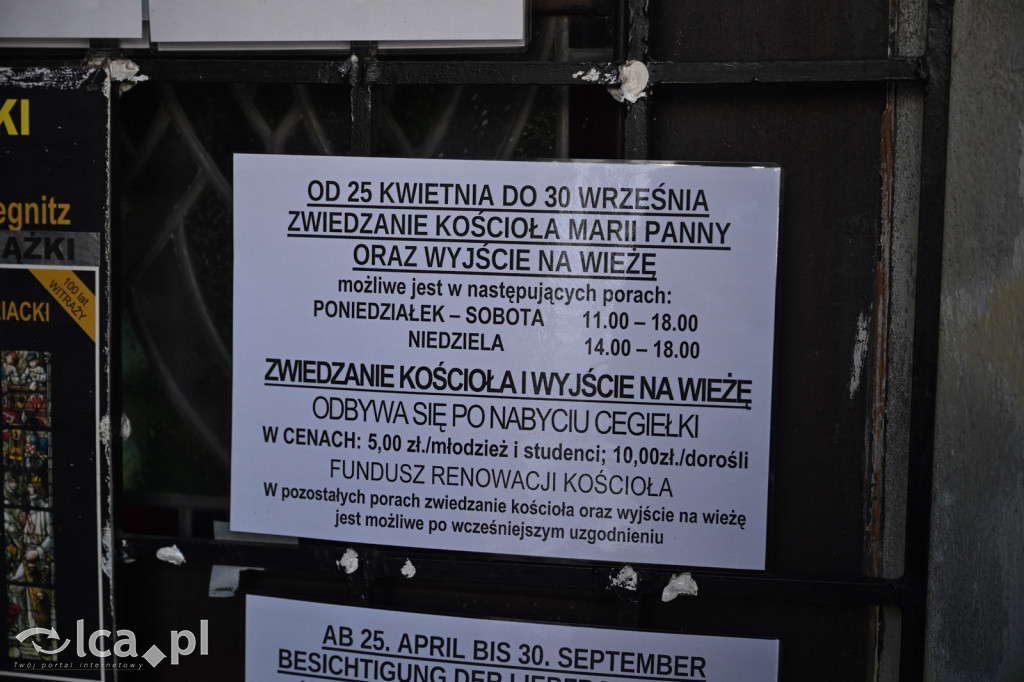 KI
egnitz
ĄŻKI
100 lat
WITRAŻY
IACKI
OD 25 KWIETNIA DO 30 WRZEŚNIA
ZWIEDZANIE KOŚCIOŁA MARII PANNY
ORAZ WYJŚCIE NA WIEŻĘ
możliwe jest w następujących porach:
PONIEDZIAŁEK – SOBOTA 11.00 – 18.00
NIEDZIELA 14.00 – 18.00
ZWIEDZANIE KOŚCIOŁA I WYJŚCIE NA WIEŻĘ
ODBYWA SIĘ PO NABYCIU CEGIEŁKI
W CENACH: 5,00 zł./młodzież i studenci; 10,00zł./dorośli
FUNDUSZ RENOWACJI KOŚCIOŁA
W pozostałych porach zwiedzanie kościoła oraz wyjście na wieżę
jest możliwe po wcześniejszym uzgodnieniu
AB 25. APRIL BIS 30. SEPTEMBER
BESICHTIGUNG DER
lca.pl
Twój portal internetowy